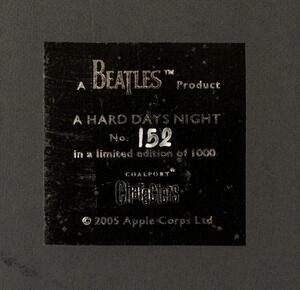 A BEATLES™ Product
A HARD DAYS NIGHT
No. 152
in a limited edition of 1000
COALPORT®
Characters
© 2005 Apple Corps Ltd